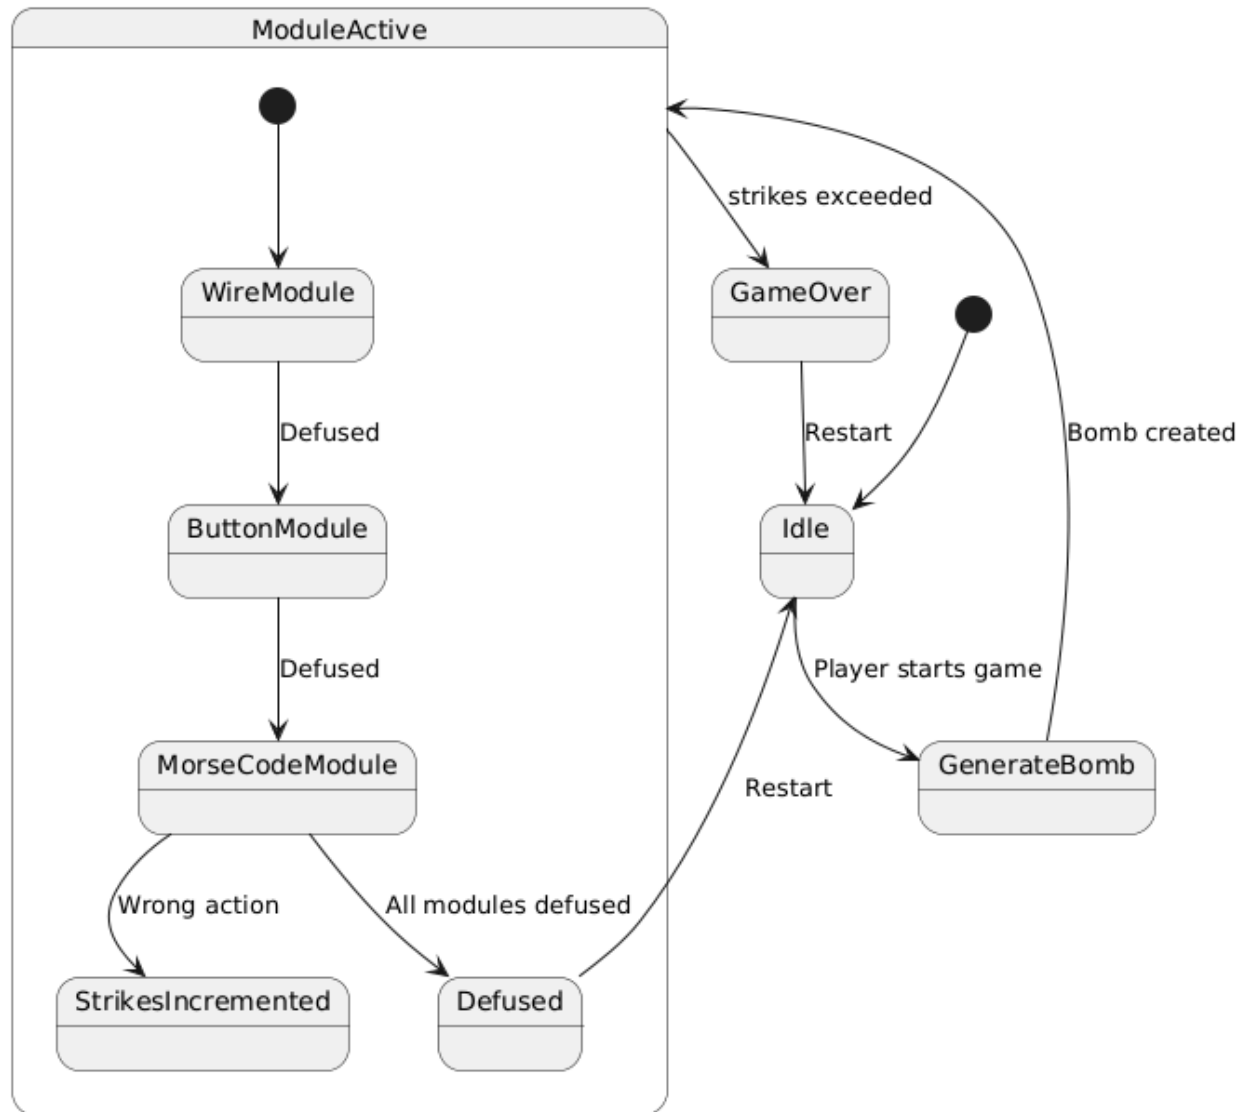 ModuleActive
strikes exceeded
WireModule
GameOver
Defused
Restart
Bomb created
ButtonModule
Idle
Defused
Player starts game
MorseCodeModule
GenerateBomb
Restart
Wrong action
All modules defused
StrikesIncremented
Defused